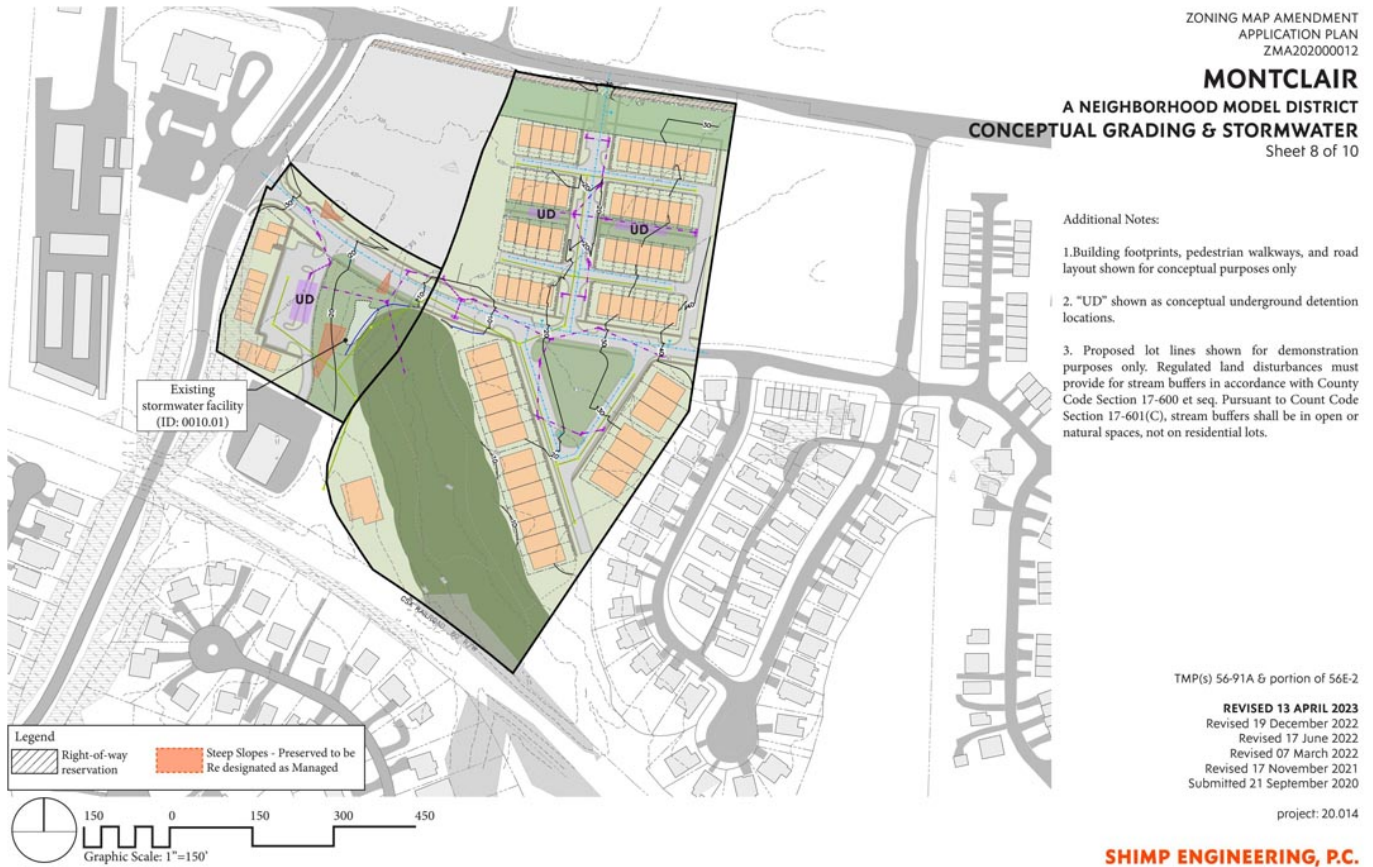 ZONING MAP AMENDMENT
APPLICATION PLAN
ZMA202000012
MONTCLAIR
A NEIGHBORHOOD MODEL DISTRICT
CONCEPTUAL GRADING & STORMWATER
Sheet 8 of 10
Additional Notes:
1.Building footprints, pedestrian walkways, and road
layout shown for conceptual purposes only
2. "UD" shown as conceptual underground detention
locations.
3. Proposed lot lines shown for demonstration
purposes only. Regulated land disturbances must
provide for stream buffers in accordance with County
Code Section 17-600 et seq. Pursuant to Count Code
Section 17-601(C), stream buffers shall be in open or
natural spaces, not on residential lots.
UD
UD
UD
Existing
stormwater facility
(ID: 0010.01)
Legend
Right-of-way
reservation
Steep Slopes - Preserved to be
Re designated as Managed
150 0 150 300 450
Graphic Scale: 1"=150'
TMP(s) 56-91A & portion of 56E-2
REVISED 13 APRIL 2023
Revised 19 December 2022
Revised 17 June 2022
Revised 07 March 2022
Revised 17 November 2021
Submitted 21 September 2020
project: 20.014
SHIMP ENGINEERING, P.C.